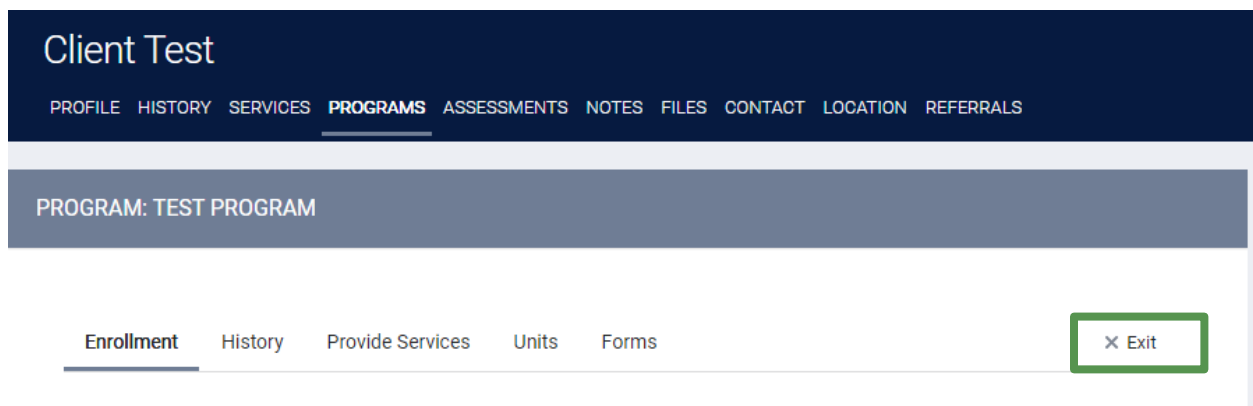 Client Test
PROFILE HISTORY SERVICES PROGRAMS ASSESSMENTS NOTES FILES CONTACT LOCATION REFERRALS
PROGRAM: TEST PROGRAM
Enrollment History Provide Services Units Forms × Exit